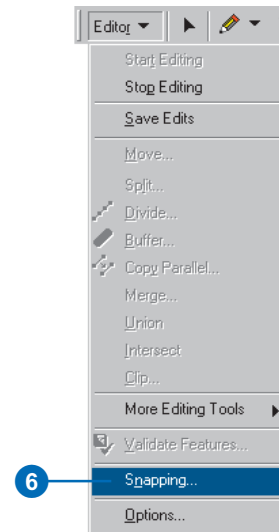 Editor
Start Editing
Stop Editing
Save Edits
Move...
Split...
Divide...
Buffer...
Copy Parallel...
Merge...
Union
Intersect
Clip...
More Editing Tools
Validate Features...
6 Snapping...
Options...